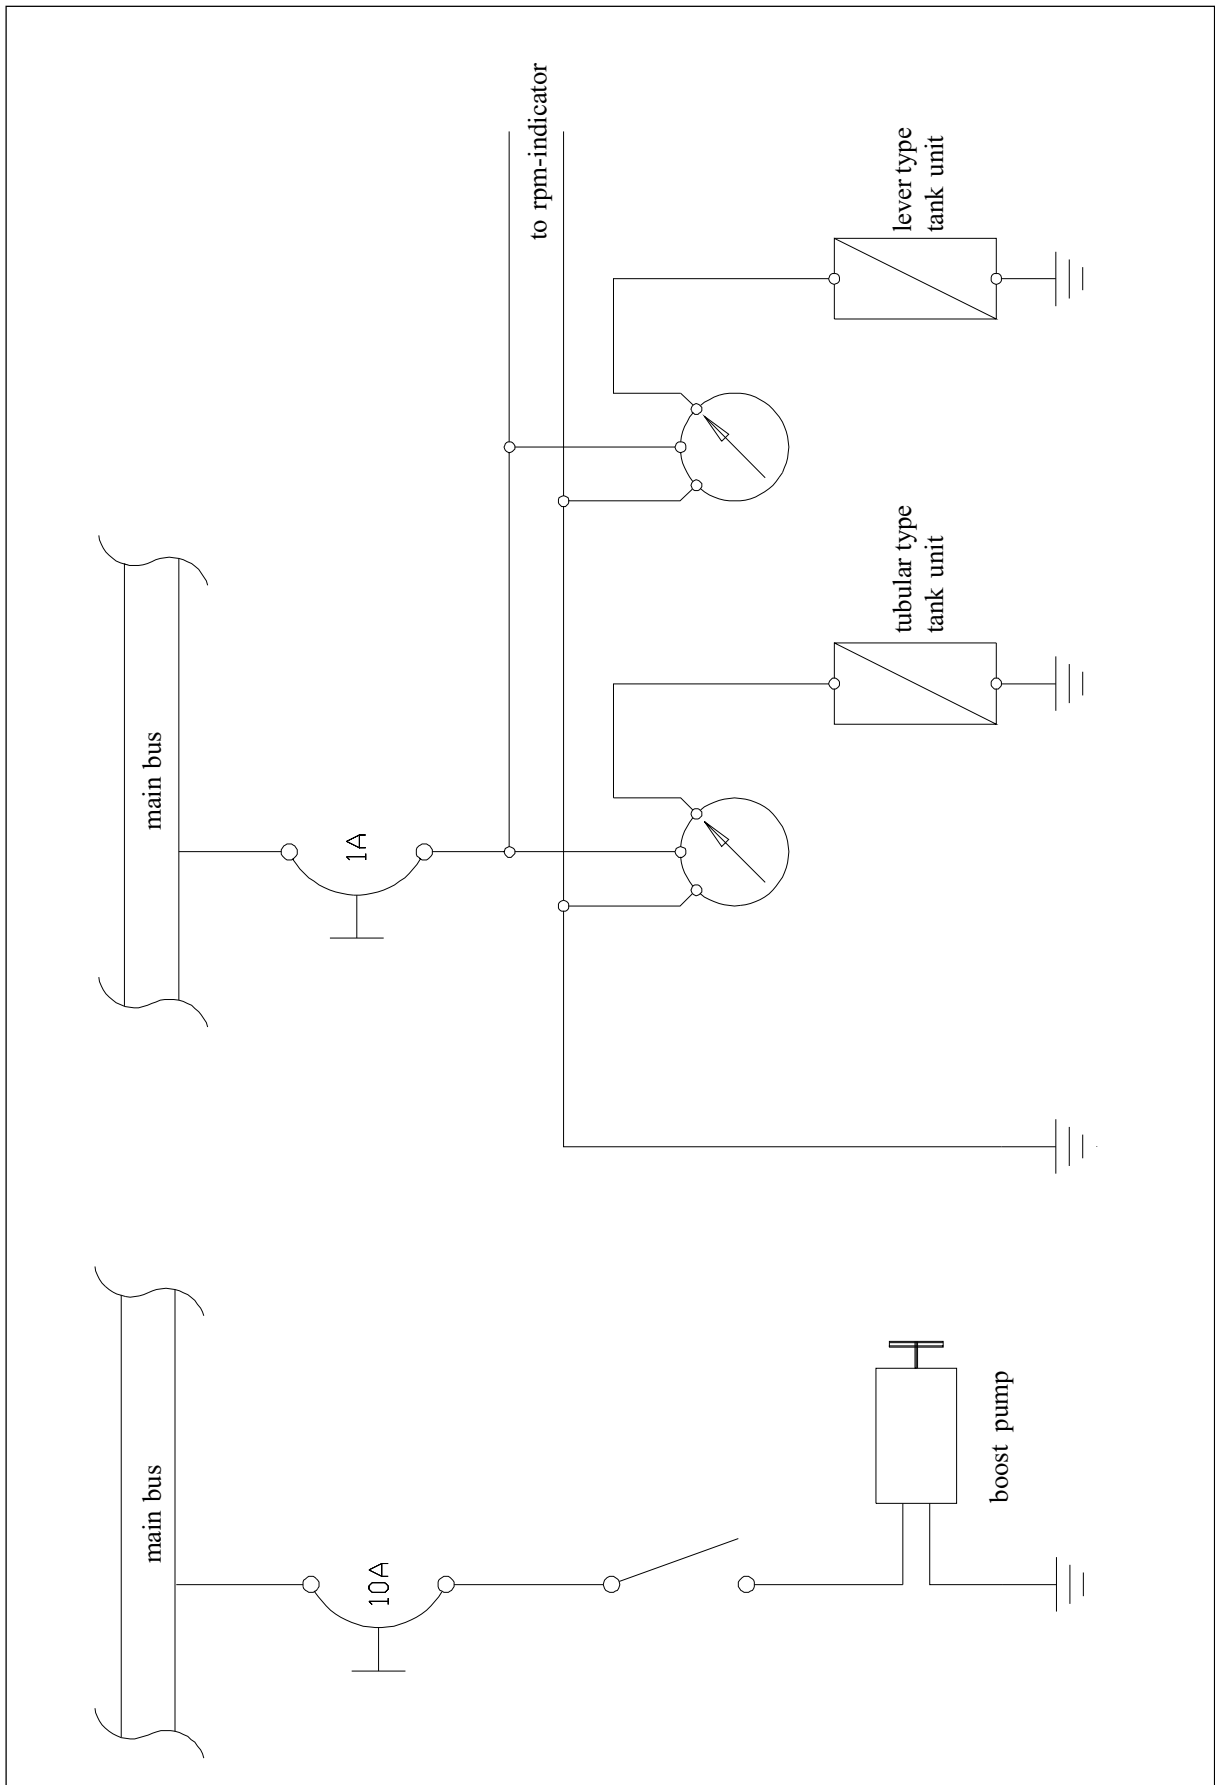 to rpm-indicator
lever type
tank unit
main bus
1A
tubular type
tank unit
main bus
10A
boost pump